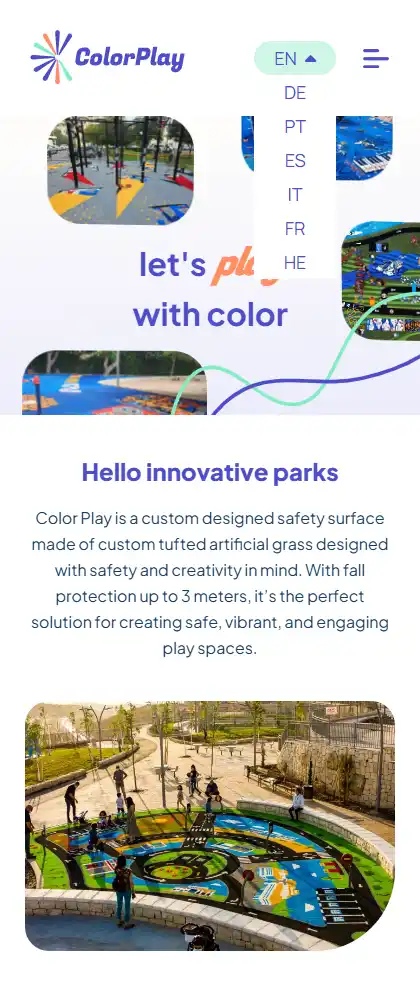 ColorPlay
EN
DE
PT
ES
IT
FR
HE
let's play
with color
Hello innovative parks
Color Play is a custom designed safety surface
made of custom tufted artificial grass designed
with safety and creativity in mind. With fall
protection up to 3 meters, it's the perfect
solution for creating safe, vibrant, and engaging
play spaces.